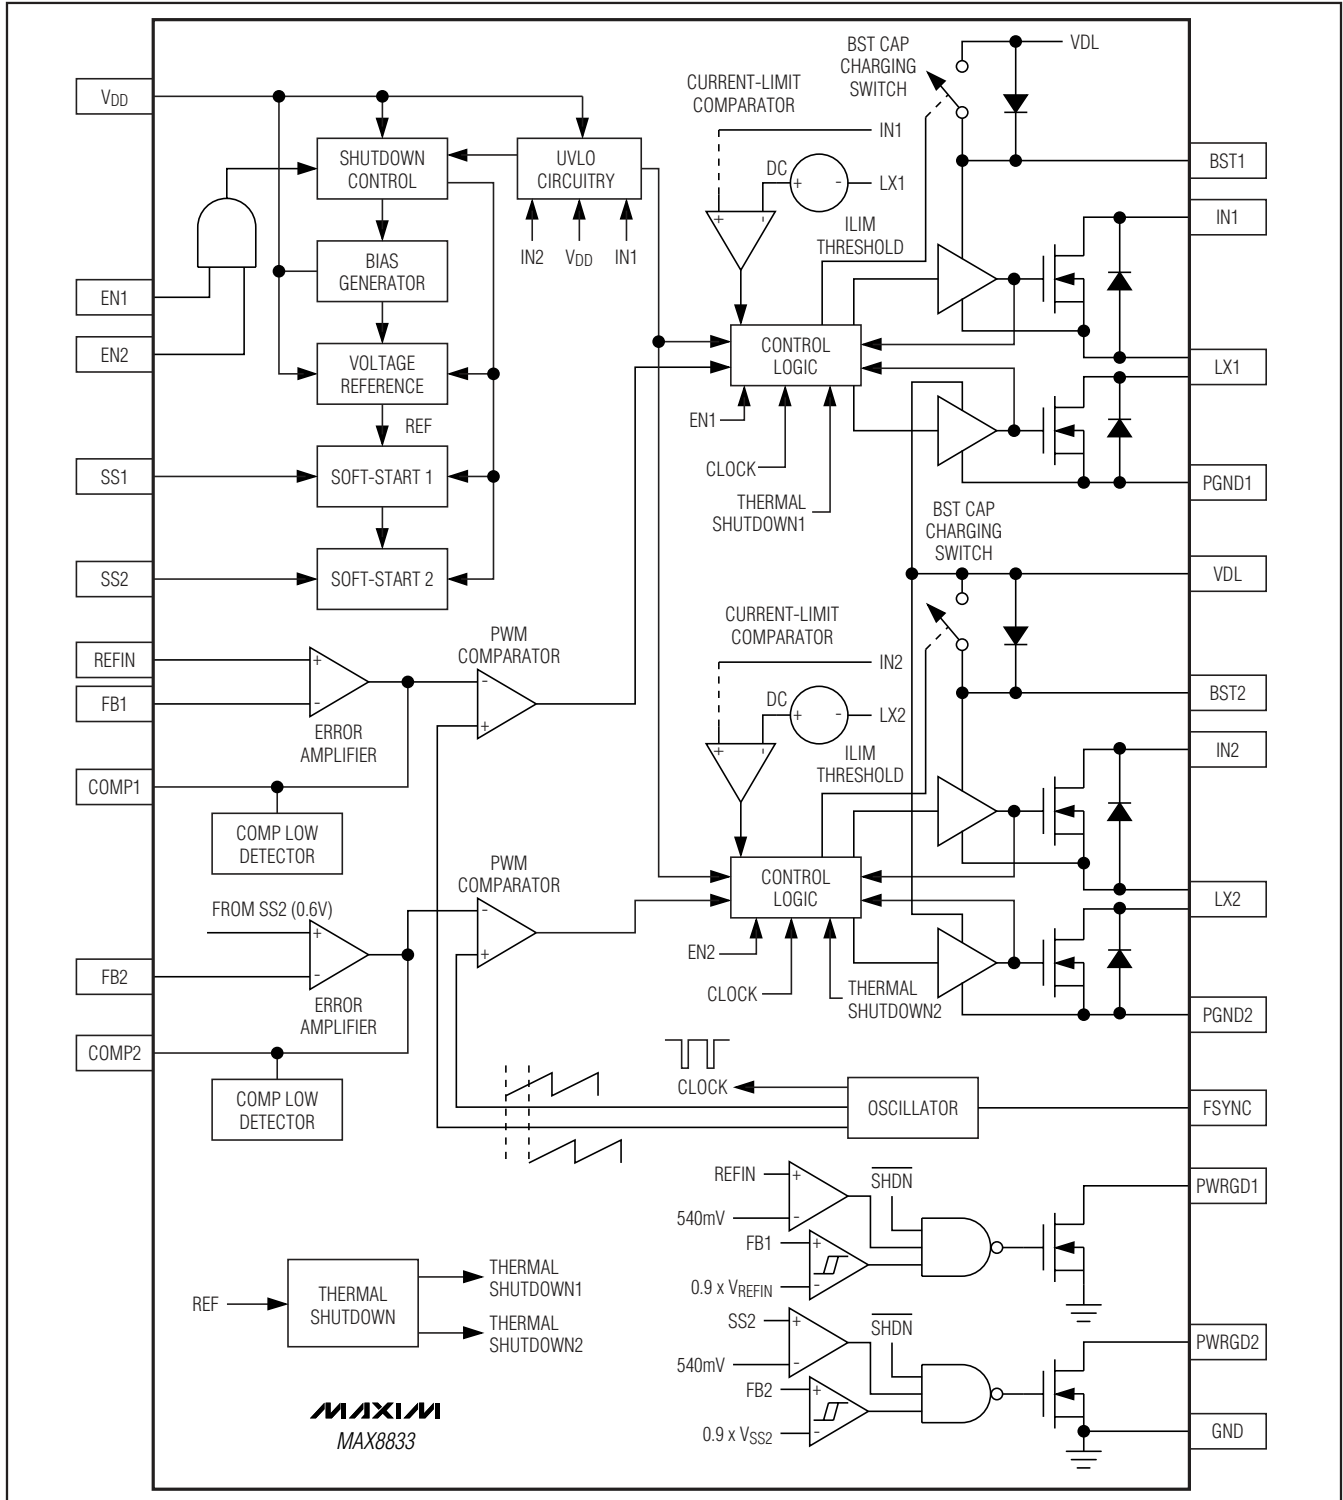 VDD
EN1
EN2
SS1
SS2
REFIN
FB1
COMP1
FB2
COMP2
SHUTDOWN
CONTROL
UVLO
CIRCUITRY
IN2
VDD
IN1
BIAS
GENERATOR
VOLTAGE
REFERENCE
REF
SOFT-START 1
SOFT-START 2
+
-
ERROR
AMPLIFIER
PWM
COMPARATOR
-
+
COMP LOW
DETECTOR
FROM SS2 (0.6V)
+
-
ERROR
AMPLIFIER
PWM
COMPARATOR
-
+
COMP LOW
DETECTOR
CURRENT-LIMIT
COMPARATOR
IN1
DC
+
-
LX1
+
-
ILIM
THRESHOLD
BST CAP
CHARGING
SWITCH
VDL
CONTROL
LOGIC
EN1
CLOCK
THERMAL
SHUTDOWN1
BST CAP
CHARGING
SWITCH
CURRENT-LIMIT
COMPARATOR
IN2
DC
+
-
LX2
+
-
ILIM
THRESHOLD
CONTROL
LOGIC
EN2
CLOCK
THERMAL
SHUTDOWN2
CLOCK
OSCILLATOR
REFIN
+
540mV
-
SHDN
FB1
+
0.9 x VREFIN
-
SS2
+
540mV
-
SHDN
FB2
+
0.9 x VSS2
-
REF
THERMAL
SHUTDOWN
THERMAL
SHUTDOWN1
THERMAL
SHUTDOWN2
MAXIM
MAX8833
BST1
IN1
LX1
PGND1
VDL
BST2
IN2
LX2
PGND2
FSYNC
PWRGD1
PWRGD2
GND